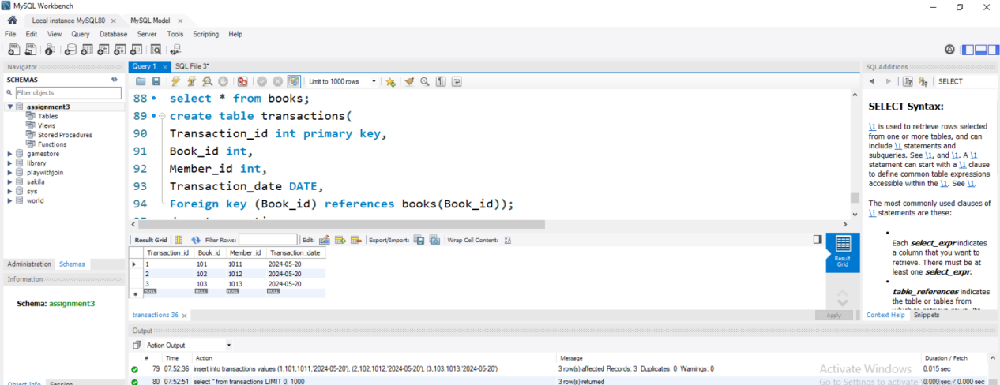 MySQL Workbench
Local instance MySQL80 ×
MySQL Model ×
File Edit View Query Database Server Tools Scripting Help
Navigator
SCHEMAS
Filter objects
assignment3
Tables
Views
Stored Procedures
Functions
gamestore
library
playwithjoin
sakila
sys
world
Administration Schemas
Information
Schema: assignment3
Object Info Session
Query 1 ×
SQL File 3*
Limit to 1000 rows
88 select * from books;
89 create table transactions(
90 Transaction_id int primary key,
91 Book_id int,
92 Member_id int,
93 Transaction_date DATE,
94 Foreign key (Book_id) references books(Book_id));
Result Grid Filter Rows: Edit: Export/Import: Wrap Cell Content:
Transaction_id Book_id Member_id Transaction_date
1 101 1011 2024-05-20
2 102 1012 2024-05-20
3 103 1013 2024-05-20
NULL NULL NULL NULL
Result Grid
transactions 36 ×
Apply
Output
Action Output
# Time Action Message Duration / Fetch
79 07:52:36 insert into transactions values (1,101,1011,'2024-05-20'), (2,102,1012,'2024-05-20'), (3,103,1013,'2024-05-20') 3 row(s) affected Records: 3 Duplicates: 0 Warnings: 0 0.015 sec
80 07:52:51 select * from transactions LIMIT 0, 1000 3 row(s) returned 0.000 sec / 0.000 sec
SQLAdditions
SELECT
SELECT Syntax:
\1 is used to retrieve rows selected
from one or more tables, and can
include \1 statements and
subqueries. See \1, and \1. A \1
statement can start with a \1 clause
to define common table expressions
accessible within the \1. See \1.
The most commonly used clauses of
\1 statements are these:
Each select_expr indicates
a column that you want to
retrieve. There must be at
least one select_expr.
table_references indicates
the table or tables from
Context Help Snippets
Activate Windows
Go to Settings to activate